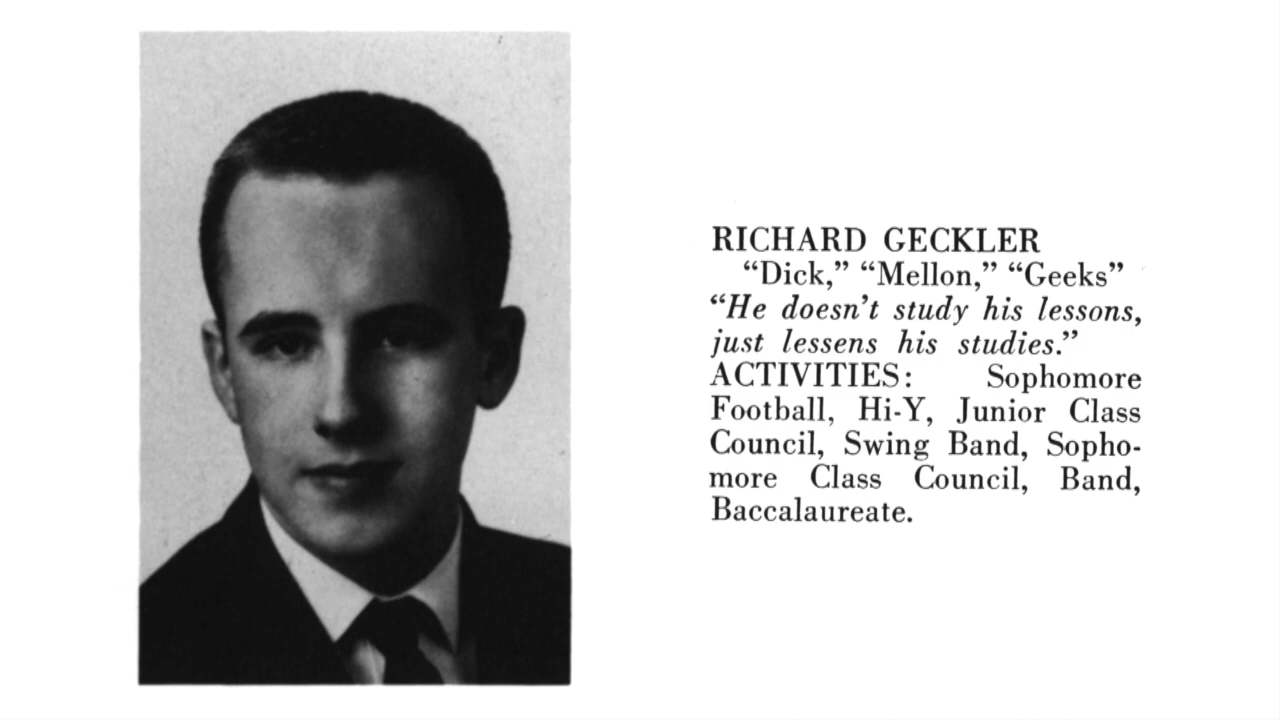 RICHARD GECKLER
“Dick,” “Mellon,” “Geeks”
“He doesn’t study his lessons,
just lessens his studies.”
ACTIVITIES: Sophomore
Football, Hi-Y, Junior Class
Council, Swing Band, Sopho-
more Class Council, Band,
Baccalaureate.